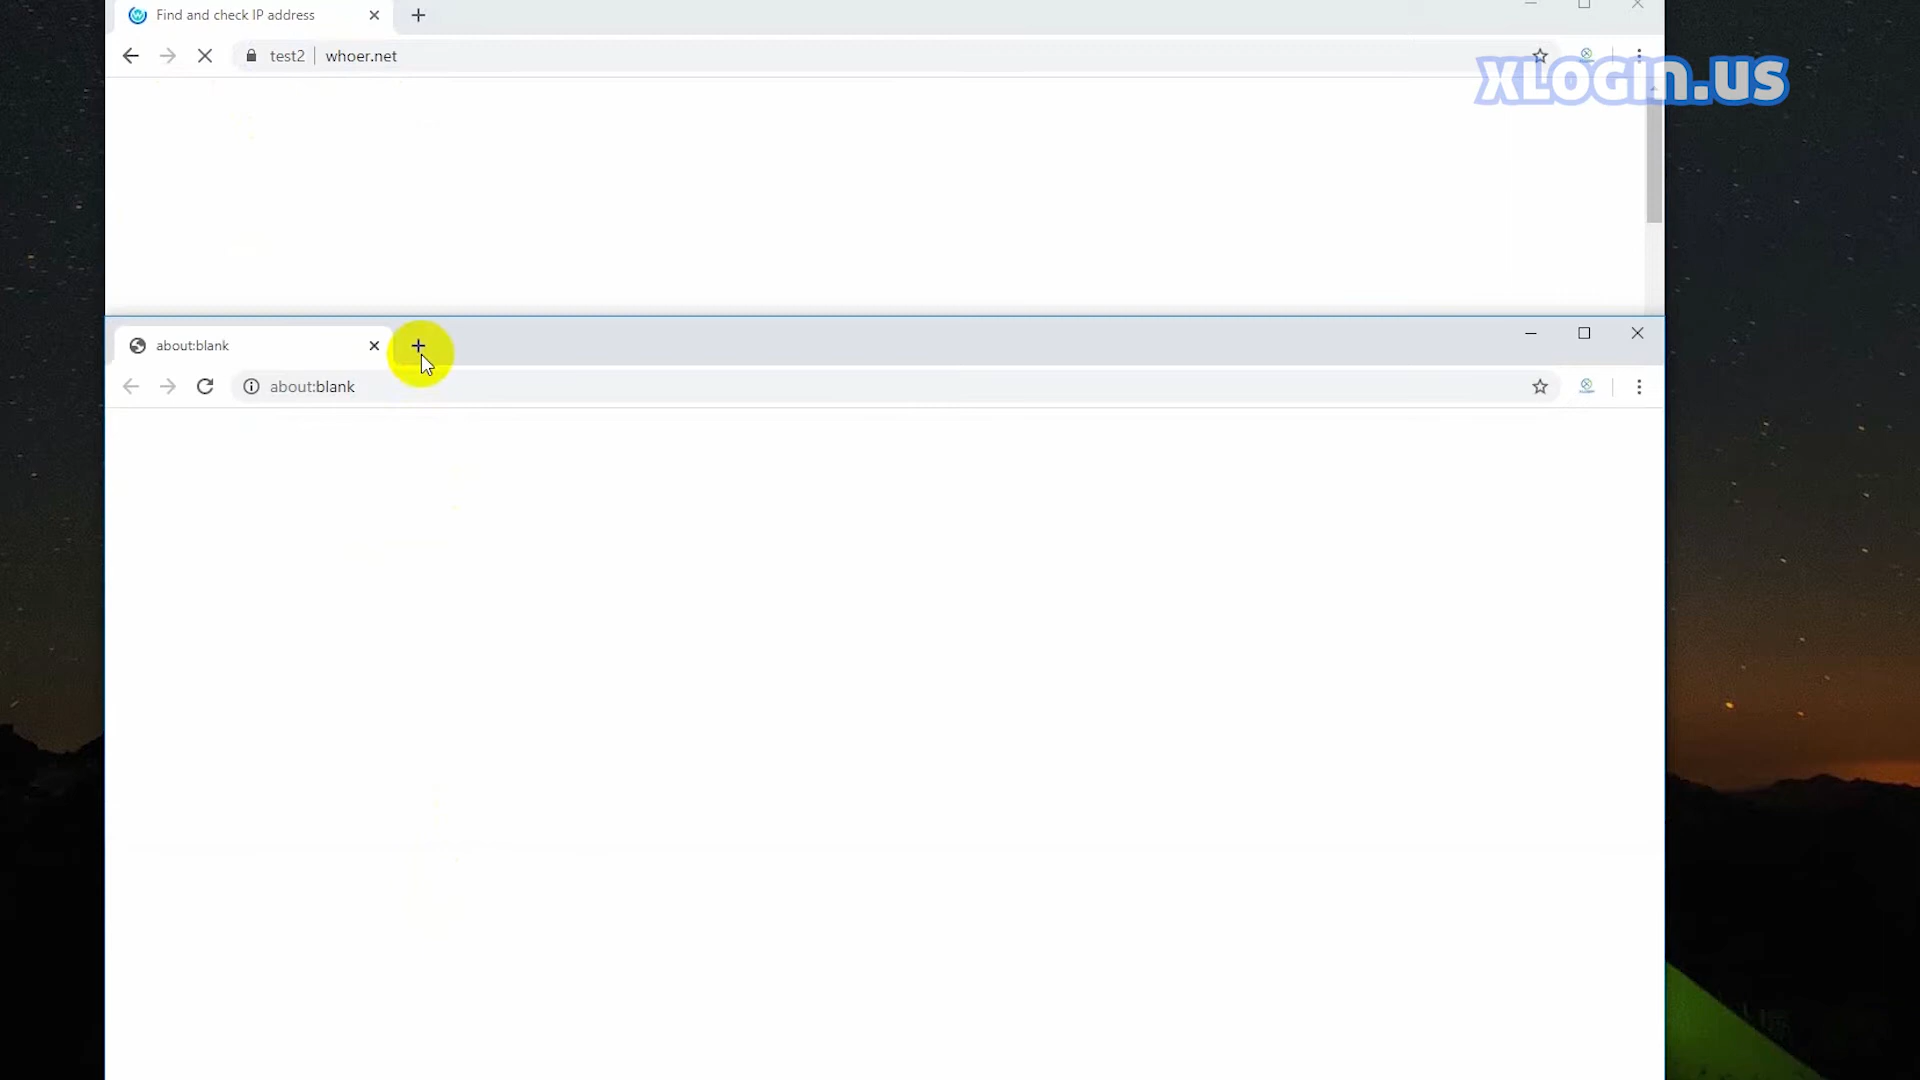 Find and check IP address
test2 | whoer.net
XLOGIN.US
about:blank
about:blank